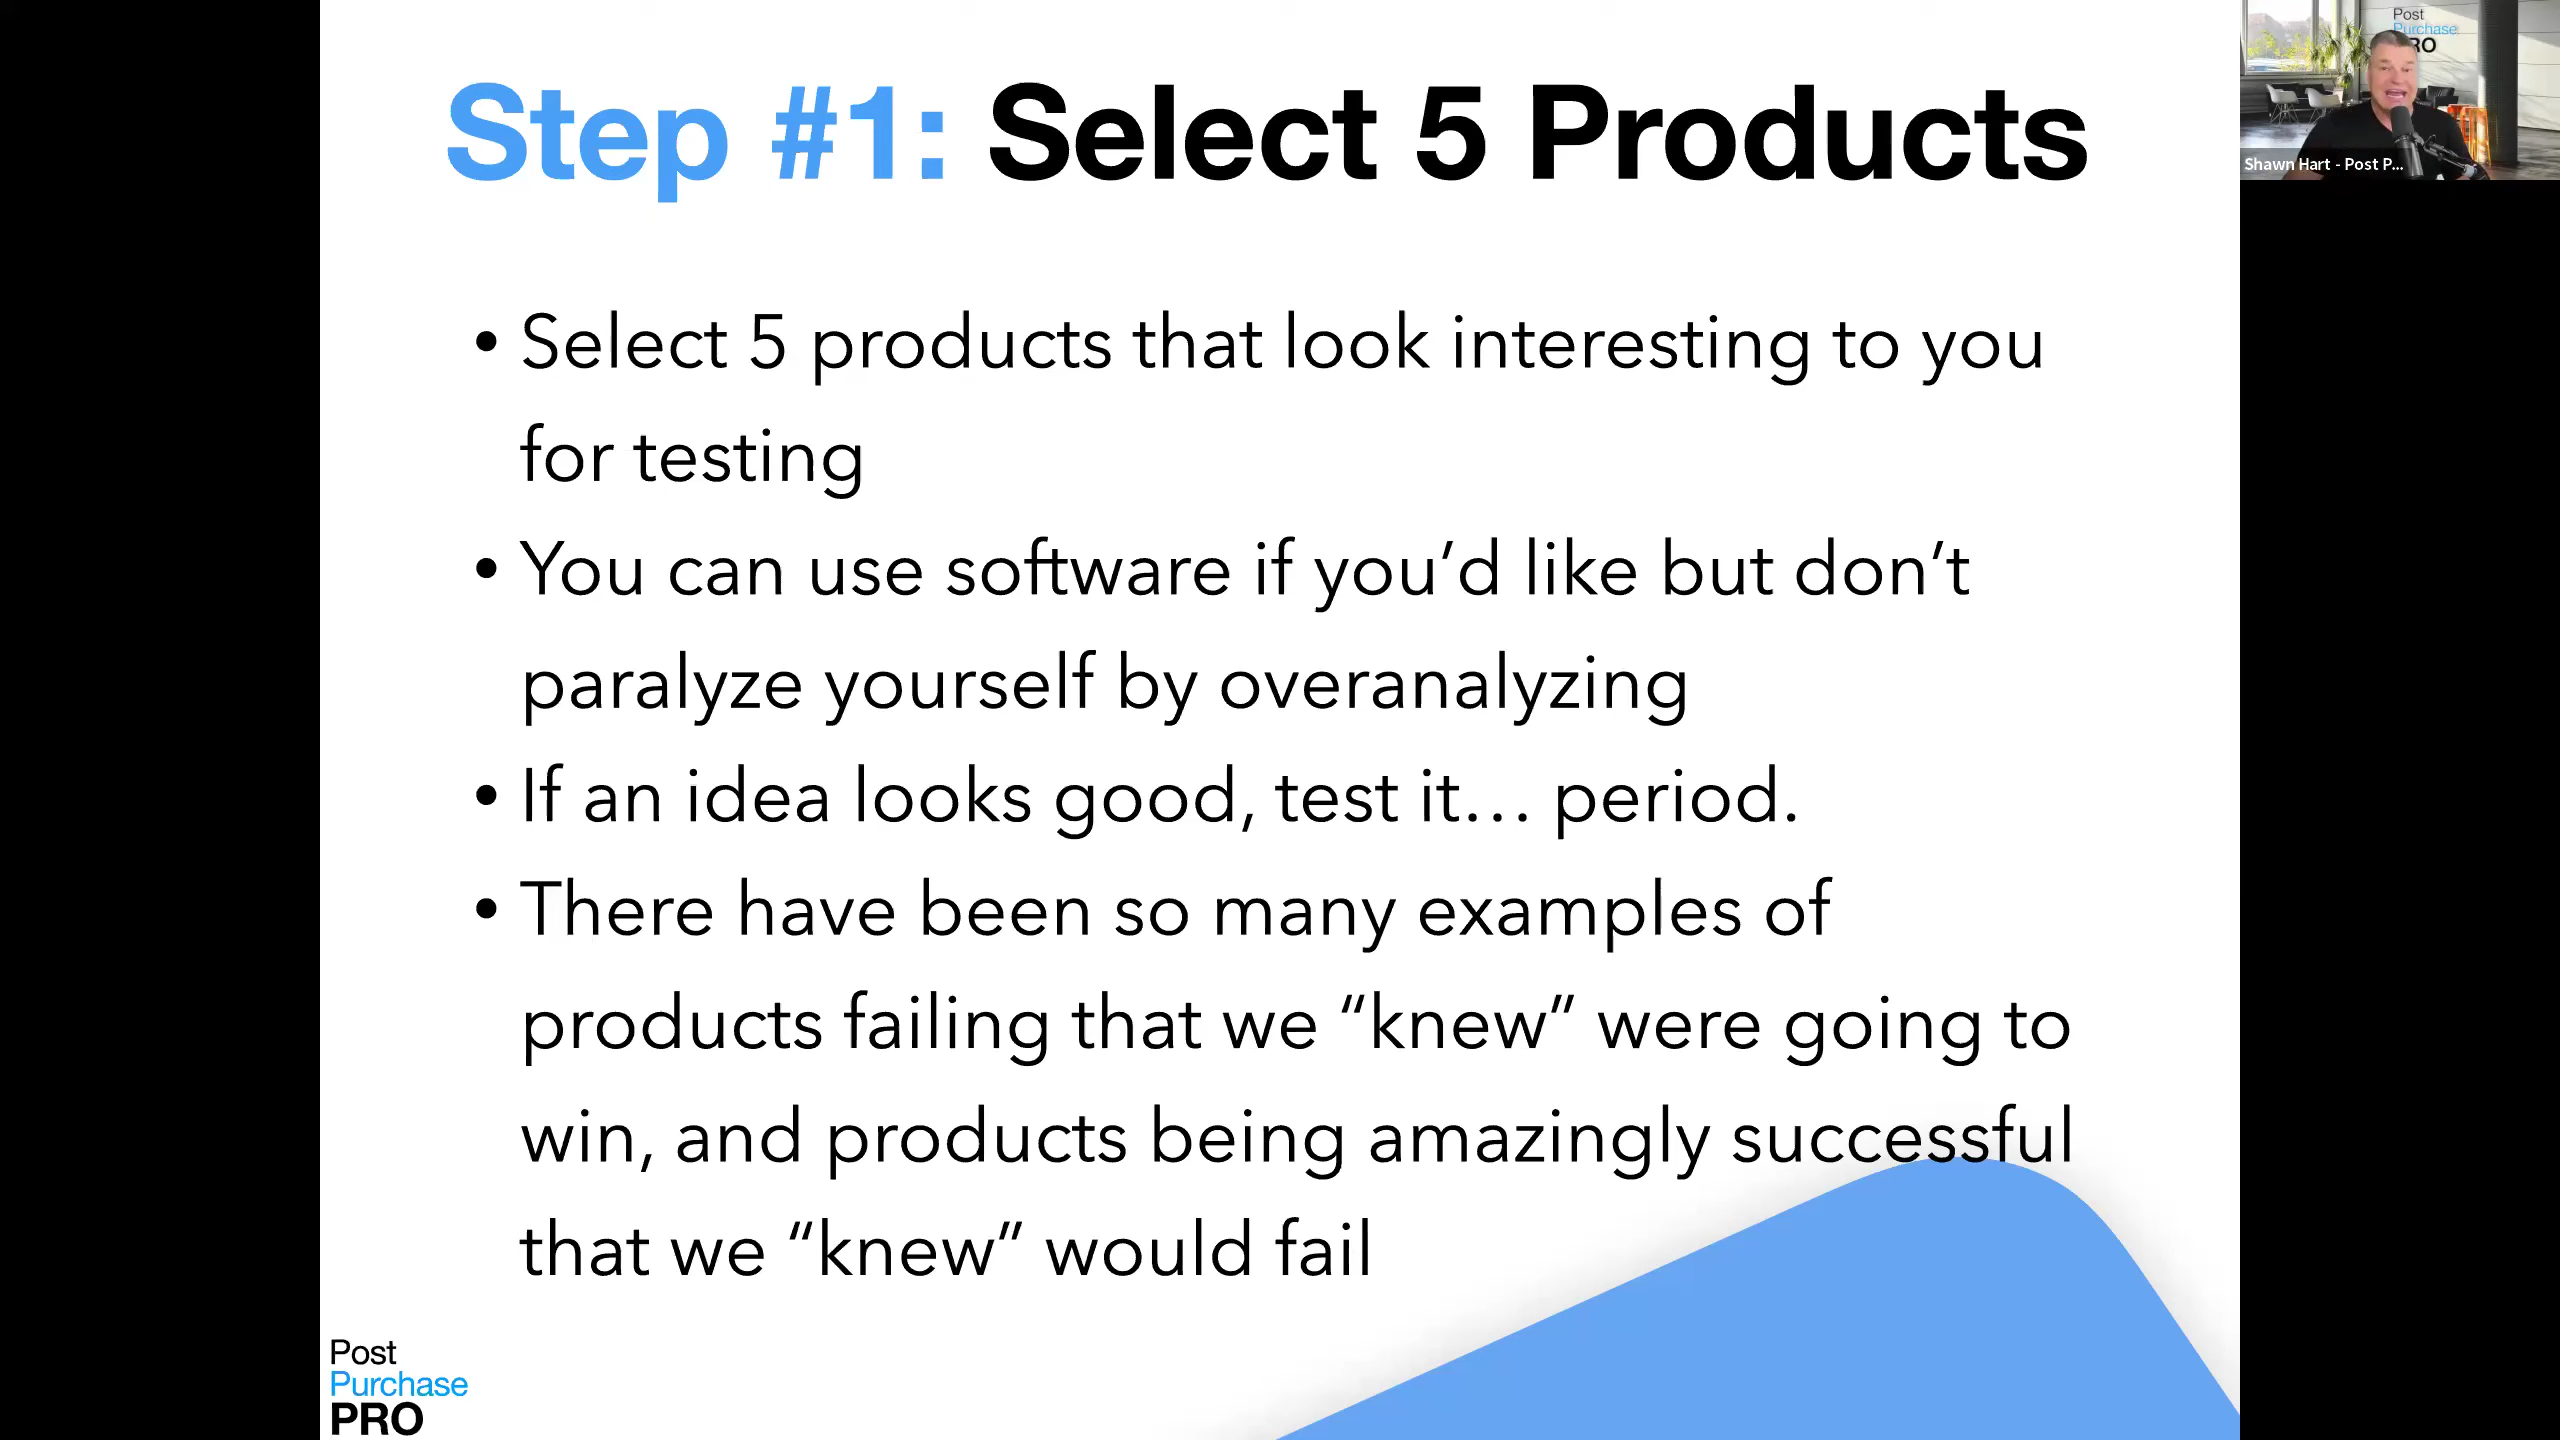 Step #1: Select 5 Products
• Select 5 products that look interesting to you
for testing
• You can use software if you’d like but don’t
paralyze yourself by overanalyzing
• If an idea looks good, test it… period.
• There have been so many examples of
products failing that we “knew” were going to
win, and products being amazingly successful
that we “knew” would fail
Post
Purchase
PRO
Post
Purchase
RO
Shawn Hart - Post P...